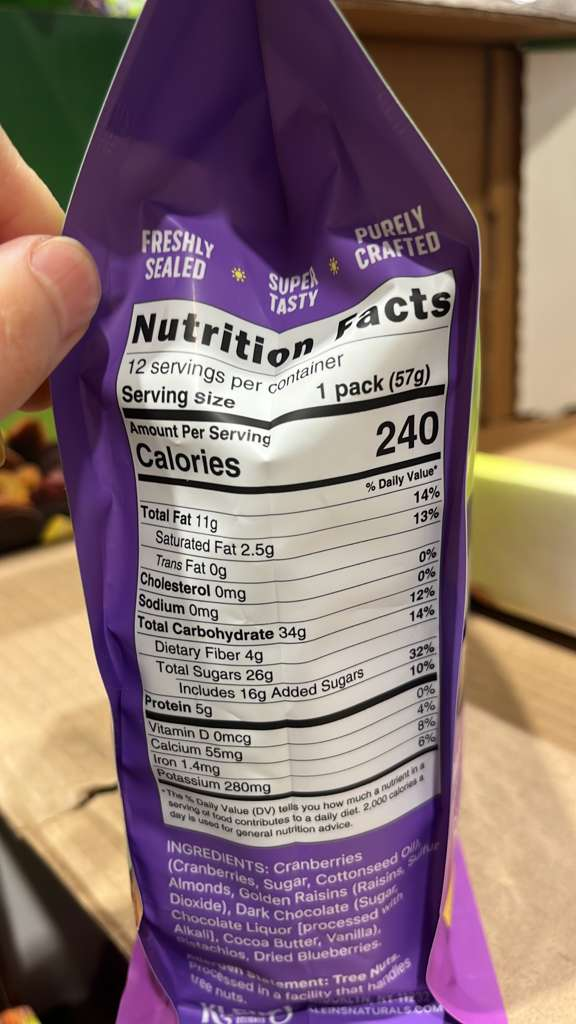 FRESHLY SEALED
SUPER TASTY
PURELY CRAFTED
Nutrition Facts
12 servings per container
Serving size 1 pack (57g)
Amount Per Serving
Calories 240
% Daily Value*
Total Fat 11g 14%
Saturated Fat 2.5g 13%
Trans Fat 0g
Cholesterol 0mg 0%
Sodium 0mg 0%
Total Carbohydrate 34g 12%
Dietary Fiber 4g 14%
Total Sugars 26g
Includes 16g Added Sugars 32%
Protein 5g 10%
Vitamin D 0mcg 0%
Calcium 55mg 4%
Iron 1.4mg 8%
Potassium 280mg 6%
*The % Daily Value (DV) tells you how much a nutrient in a
serving of food contributes to a daily diet. 2,000 calories a
day is used for general nutrition advice.
INGREDIENTS: Cranberries
(Cranberries, Sugar, Cottonseed Oil),
Almonds, Golden Raisins (Raisins, Sulfur
Dioxide), Dark Chocolate (Sugar,
Chocolate Liquor [processed with
Alkali], Cocoa Butter, Vanilla),
Pistachios, Dried Blueberries.
Allergen Statement: Tree Nuts.
Processed in a facility that handles
tree nuts.
BROOKLYN, NY
KLEINSNATURALS.COM